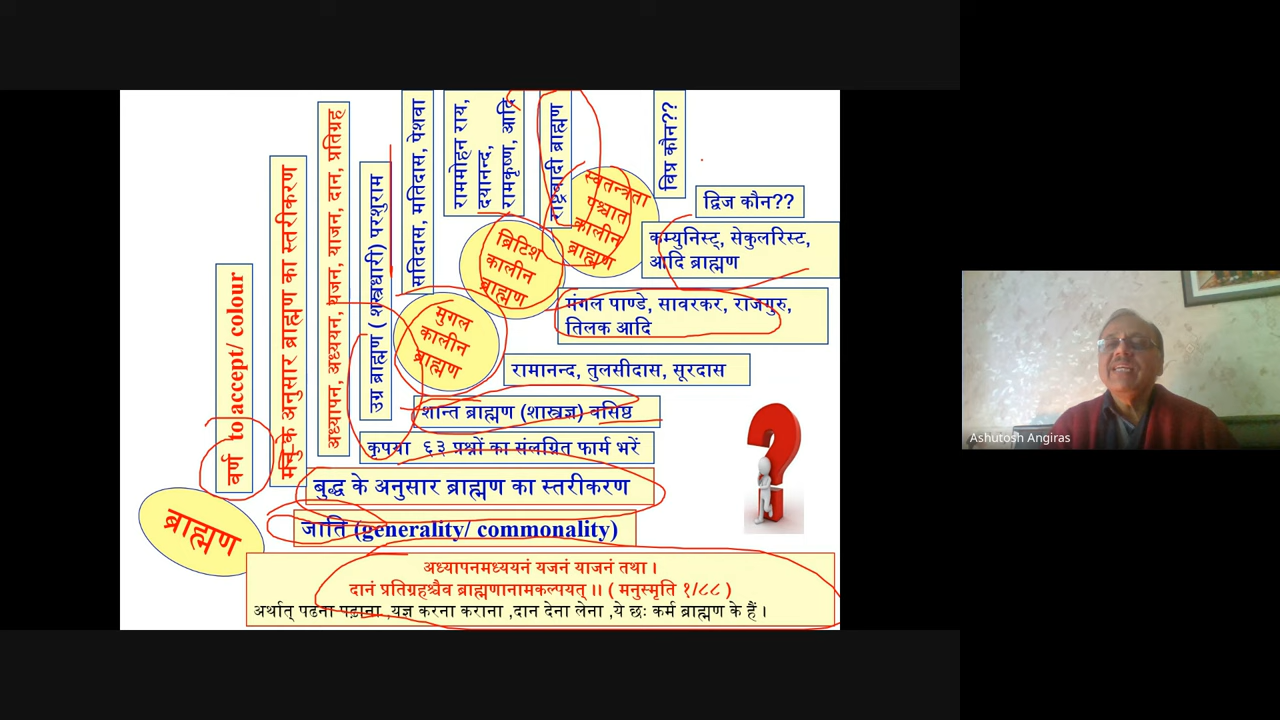 वर्ण to accept/ colour
मनु के अनुसार ब्राह्मण का स्तरीकरण
अध्यापन, अध्ययन, यजन, याजन, दान, प्रतिग्रह
उग्र ब्राह्मण ( शस्त्रधारी) परशुराम
सतिदास, मतिदास, पेशवा
राममोहन राय,
दयानन्द,
रामकृष्ण, आदि
राष्ट्रवादी ब्राह्मण
विप्र कौन??
द्विज कौन??
स्वतन्त्रता
पश्चात
कालीन
ब्राह्मण
कम्युनिस्ट्, सेकुलरिस्ट,
आदि ब्राह्मण
ब्रिटिश
कालीन
ब्राह्मण
मंगल पाण्डे, सावरकर, राजगुरु,
तिलक आदि
मुगल
कालीन
ब्राह्मण
रामानन्द, तुलसीदास, सूरदास
शान्त ब्राह्मण (शास्त्रज्ञ) वसिष्ठ
कृपया ६३ प्रश्नों का संलग्रित फार्म भरें
बुद्ध के अनुसार ब्राह्मण का स्तरीकरण
जाति (generality/ commonality)
ब्राह्मण
अध्यापनमध्ययनं यजनं याजनं तथा ।
दानं प्रतिग्रहश्चैव ब्राह्मणानामकल्पयत् ।। ( मनुस्मृति १/८८ )
अर्थात् पढना पढ़ाना ,यज्ञ करना कराना ,दान देना लेना ,ये छः कर्म ब्राह्मण के हैं ।
Ashutosh Angiras